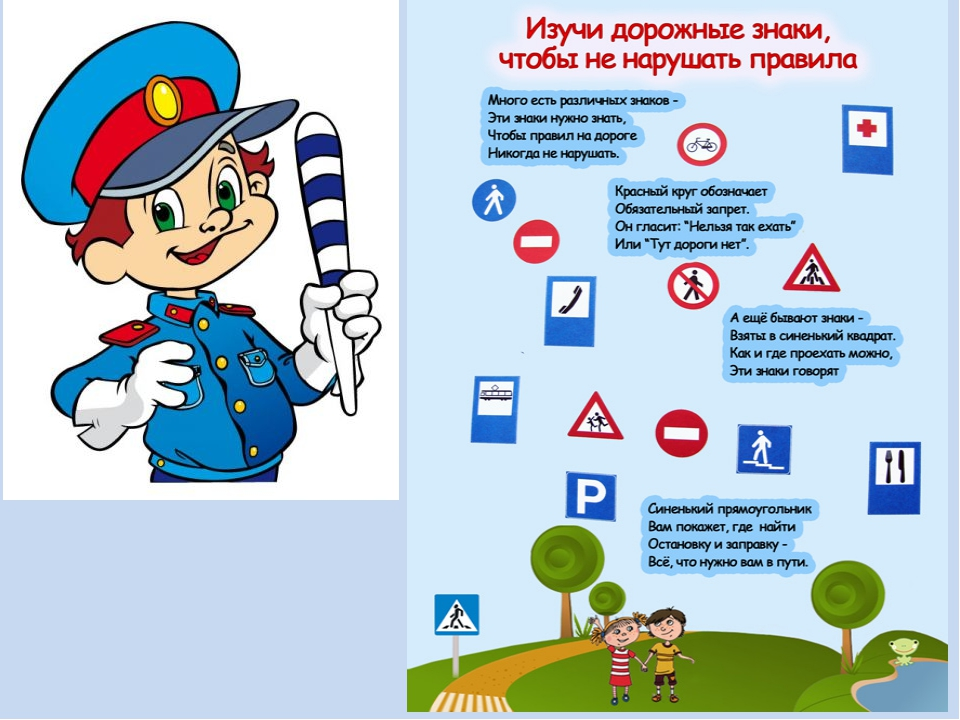 Изучи дорожные знаки,
чтобы не нарушать правила
Много есть различных знаков -
Эти знаки нужно знать,
Чтобы правил на дороге
Никогда не нарушать.
Красный круг обозначает
Обязательный запрет.
Он гласит: “Нельзя так ехать”
Или “Тут дороги нет”.
А ещё бывают знаки -
Взяты в синенький квадрат.
Как и где проехать можно,
Эти знаки говорят
P
Синенький прямоугольник
Вам покажет, где найти
Остановку и заправку -
Всё, что нужно вам в пути.